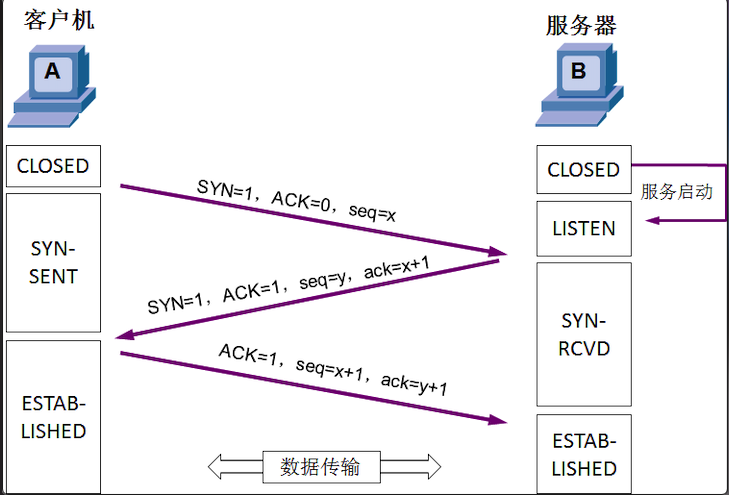 客户机
服务器
A
B
CLOSED
CLOSED
服务启动
SYN=1，ACK=0，seq=x
LISTEN
SYN-
SENT
SYN=1，ACK=1，seq=y，ack=x+1
SYN-
RCVD
ACK=1，seq=x+1，ack=y+1
ESTAB-
LISHED
ESTAB-
LISHED
数据传输